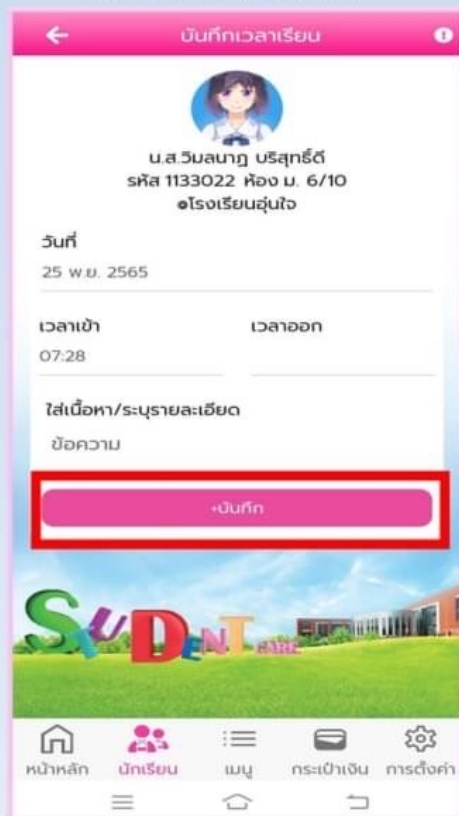 บันทึกเวลาเรียน
น.ส.วิมลนาฏ บริสุทธิ์ดี
รหัส 1133022 ห้อง ม. 6/10
โรงเรียนอุ่นใจ
วันที่
25 พ.ย. 2565
เวลาเข้า เวลาออก
07:28
ใส่เนื้อหา/ระบุรายละเอียด
ข้อความ
+บันทึก
STUDENT CARE
หน้าหลัก นักเรียน เมนู กระเป๋าเงิน การตั้งค่า